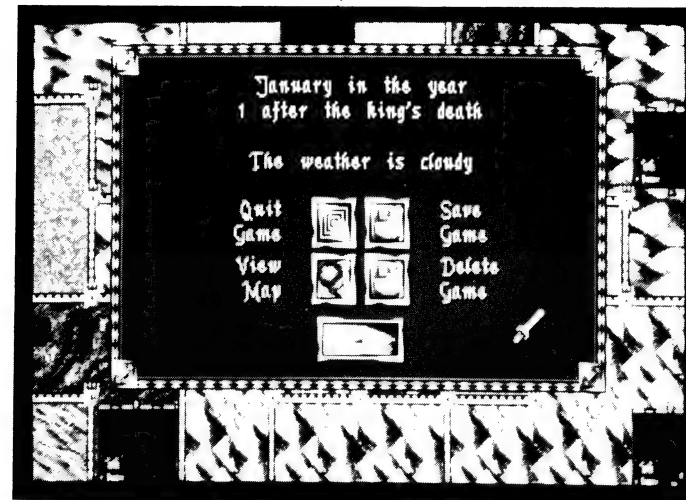 January in the year
1 after the king's death
The weather is cloudy
Quit
Game
Save
Game
View
Map
Delete
Game